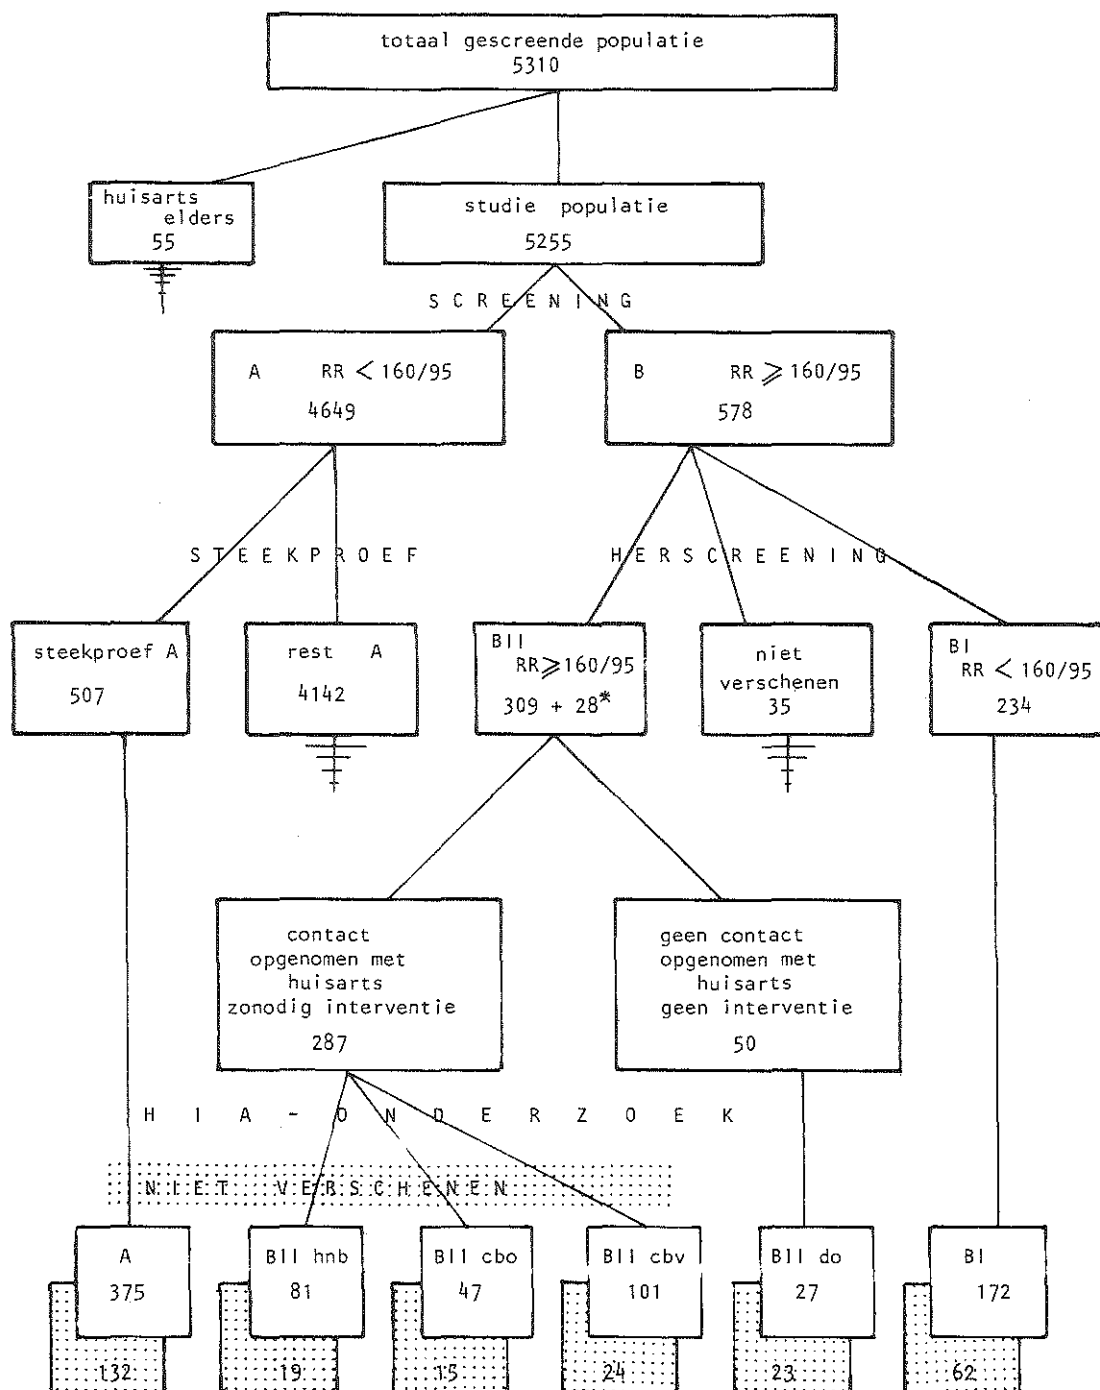 totaal gescreende populatie
5310
huisarts
elders
55
studie populatie
5255
SCREENING
A RR < 160/95
4649
B RR ⩾ 160/95
578
STEEKPROEF
HERSCREENING
steekproef A
507
rest A
4142
BII
RR⩾160/95
309 + 28*
niet
verschenen
35
BI
RR < 160/95
234
contact
opgenomen met
huisarts
zonodig interventie
287
geen contact
opgenomen met
huisarts
geen interventie
50
HIA-ONDERZOEK
NIET VERSCHENEN
A
375
132
BII hnb
81
19
BII cbo
47
15
BII cbv
101
24
BII do
27
23
BI
172
62